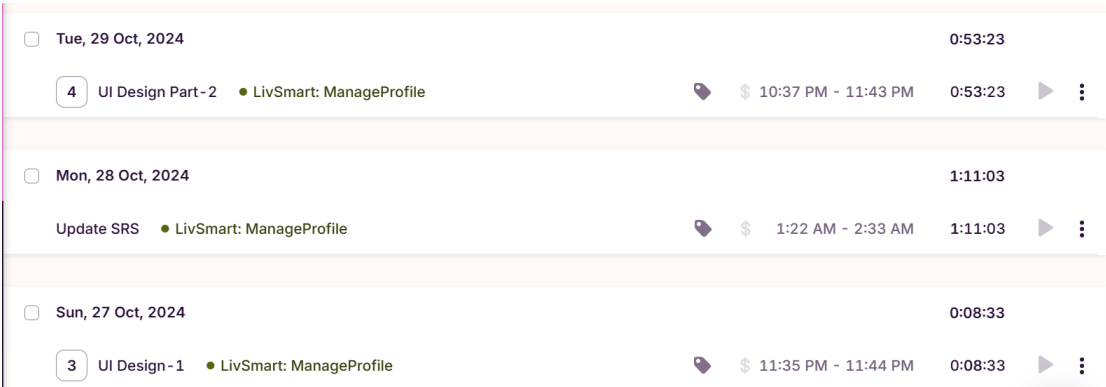 Tue, 29 Oct, 2024 0:53:23
4 UI Design Part-2 LivSmart: ManageProfile $ 10:37 PM - 11:43 PM 0:53:23
Mon, 28 Oct, 2024 1:11:03
Update SRS LivSmart: ManageProfile $ 1:22 AM - 2:33 AM 1:11:03
Sun, 27 Oct, 2024 0:08:33
3 UI Design-1 LivSmart: ManageProfile $ 11:35 PM - 11:44 PM 0:08:33